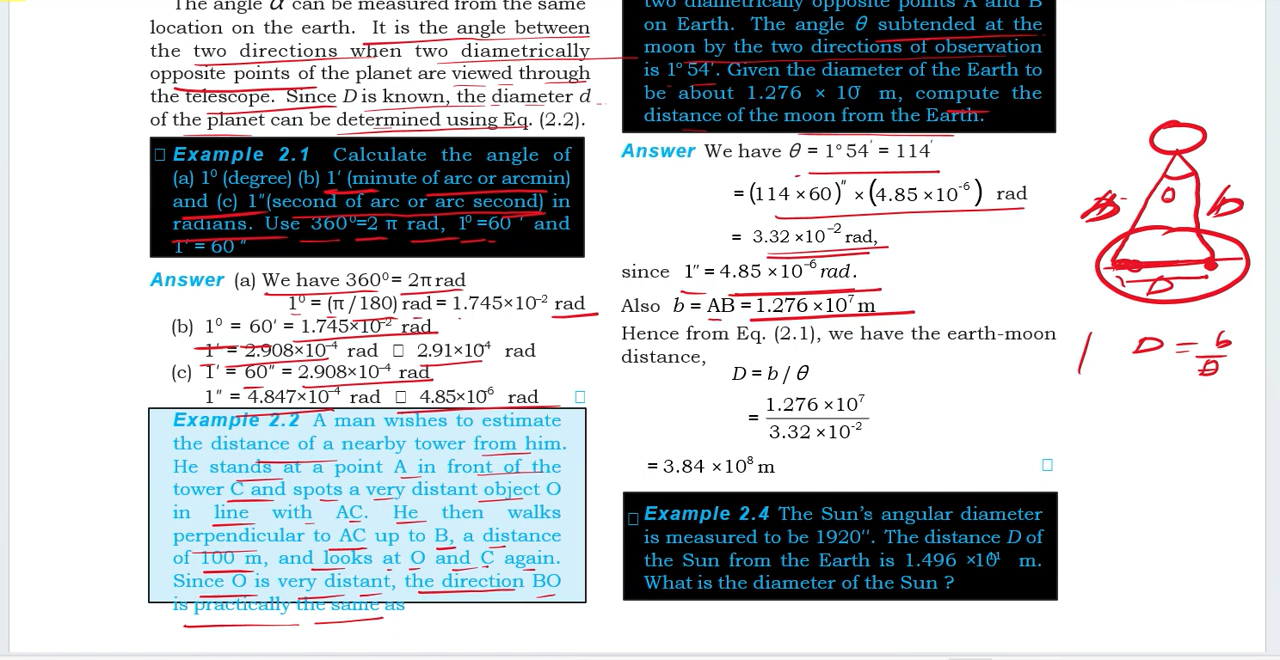 The angle α can be measured from the same
location on the earth. It is the angle between
the two directions when two diametrically
opposite points of the planet are viewed through
the telescope. Since D is known, the diameter d
of the planet can be determined using Eq. (2.2).
□ Example 2.1 Calculate the angle of
(a) 1⁰ (degree) (b) 1′ (minute of arc or arcmin)
and (c) 1″(second of arc or arc second) in
radians. Use 360⁰=2 π rad, 1⁰ =60 ′ and
1′ = 60 ″
Answer (a) We have 360⁰= 2π rad
1⁰ = (π / 180) rad = 1.745×10⁻² rad
(b) 1⁰ = 60′ = 1.745×10⁻² rad
1′ = 2.908×10⁻⁴ rad □ 2.91×10⁴ rad
(c) 1′ = 60″ = 2.908×10⁻⁴ rad
1″ = 4.847×10⁻⁴ rad □ 4.85×10⁶ rad □
Example 2.2 A man wishes to estimate
the distance of a nearby tower from him.
He stands at a point A in front of the
tower C and spots a very distant object O
in line with AC. He then walks
perpendicular to AC up to B, a distance
of 100 m, and looks at O and C again.
Since O is very distant, the direction BO
is practically the same as
two diametrically opposite points A and B
on Earth. The angle θ subtended at the
moon by the two directions of observation
is 1° 54′. Given the diameter of the Earth to
be about 1.276 × 10⁷ m, compute the
distance of the moon from the Earth.
Answer We have θ = 1° 54′ = 114′
= (114 × 60)″ × (4.85 × 10⁻⁶) rad
= 3.32 ×10⁻² rad,
since 1″ = 4.85 ×10⁻⁶ rad.
Also b = AB = 1.276 ×10⁷ m
Hence from Eq. (2.1), we have the earth-moon
distance,
D = b / θ
= 1.276 ×10⁷ / 3.32 ×10⁻²
= 3.84 ×10⁸ m □
□ Example 2.4 The Sun's angular diameter
is measured to be 1920″. The distance D of
the Sun from the Earth is 1.496 ×10¹¹ m.
What is the diameter of the Sun ?
θ
D
D
D = b/θ